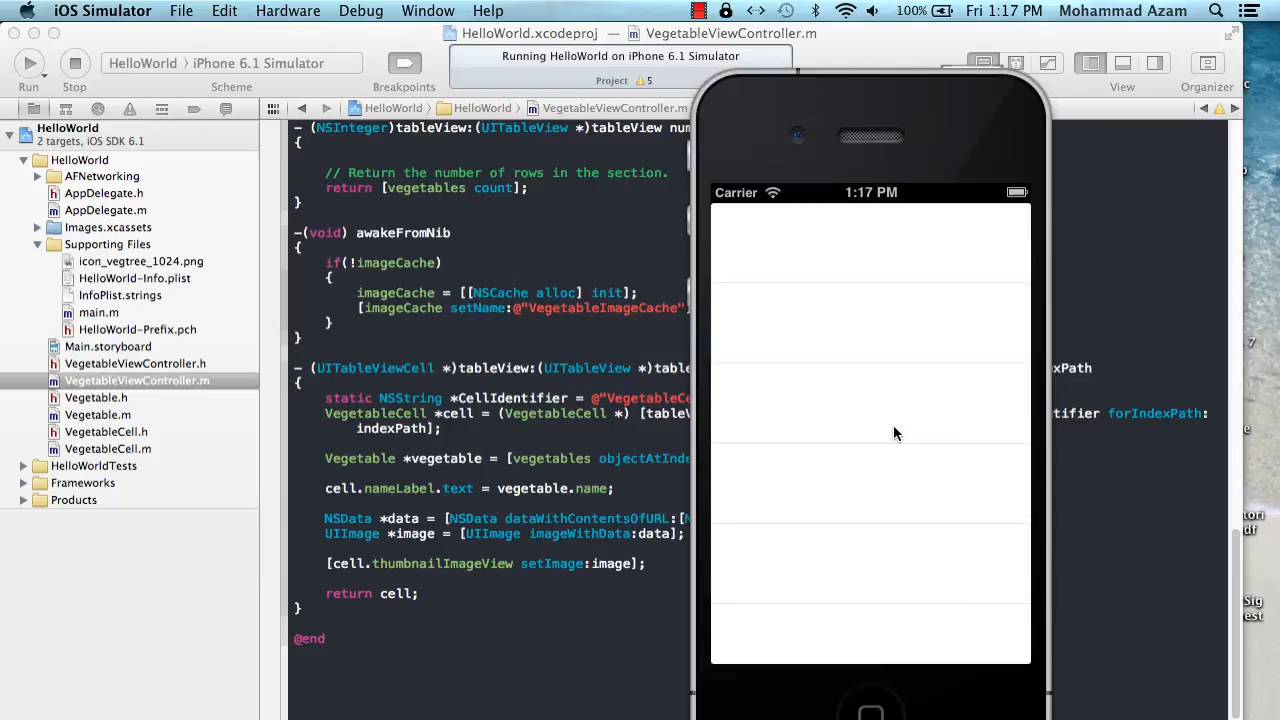 iOS Simulator File Edit Hardware Debug Window Help 100% Fri 1:17 PM Mohammad Azam
HelloWorld.xcodeproj — VegetableViewController.m
HelloWorld iPhone 6.1 Simulator
Running HelloWorld on iPhone 6.1 Simulator
Project 5
Run Stop Scheme Breakpoints View Organizer
HelloWorld HelloWorld VegetableViewController.m
HelloWorld
2 targets, iOS SDK 6.1
HelloWorld
AFNetworking
AppDelegate.h
AppDelegate.m
Images.xcassets
Supporting Files
icon_vegtree_1024.png
HelloWorld-Info.plist
InfoPlist.strings
main.m
HelloWorld-Prefix.pch
Main.storyboard
VegetableViewController.h
VegetableViewController.m
Vegetable.h
Vegetable.m
VegetableCell.h
VegetableCell.m
HelloWorldTests
Frameworks
Products
- (NSInteger)tableView:(UITableView *)tableView num
{
// Return the number of rows in the section.
return [vegetables count];
}
-(void) awakeFromNib
{
if(!imageCache)
{
imageCache = [[NSCache alloc] init];
[imageCache setName:@"VegetableImageCache"]
}
}
- (UITableViewCell *)tableView:(UITableView *)tabl xPath
{
static NSString *CellIdentifier = @"VegetableCe
VegetableCell *cell = (VegetableCell *) [tableV tifier forIndexPath:
indexPath];
Vegetable *vegetable = [vegetables objectAtInde
cell.nameLabel.text = vegetable.name;
NSData *data = [NSData dataWithContentsOfURL:[N
UIImage *image = [UIImage imageWithData:data];
[cell.thumbnailImageView setImage:image];
return cell;
}
@end
Carrier 1:17 PM